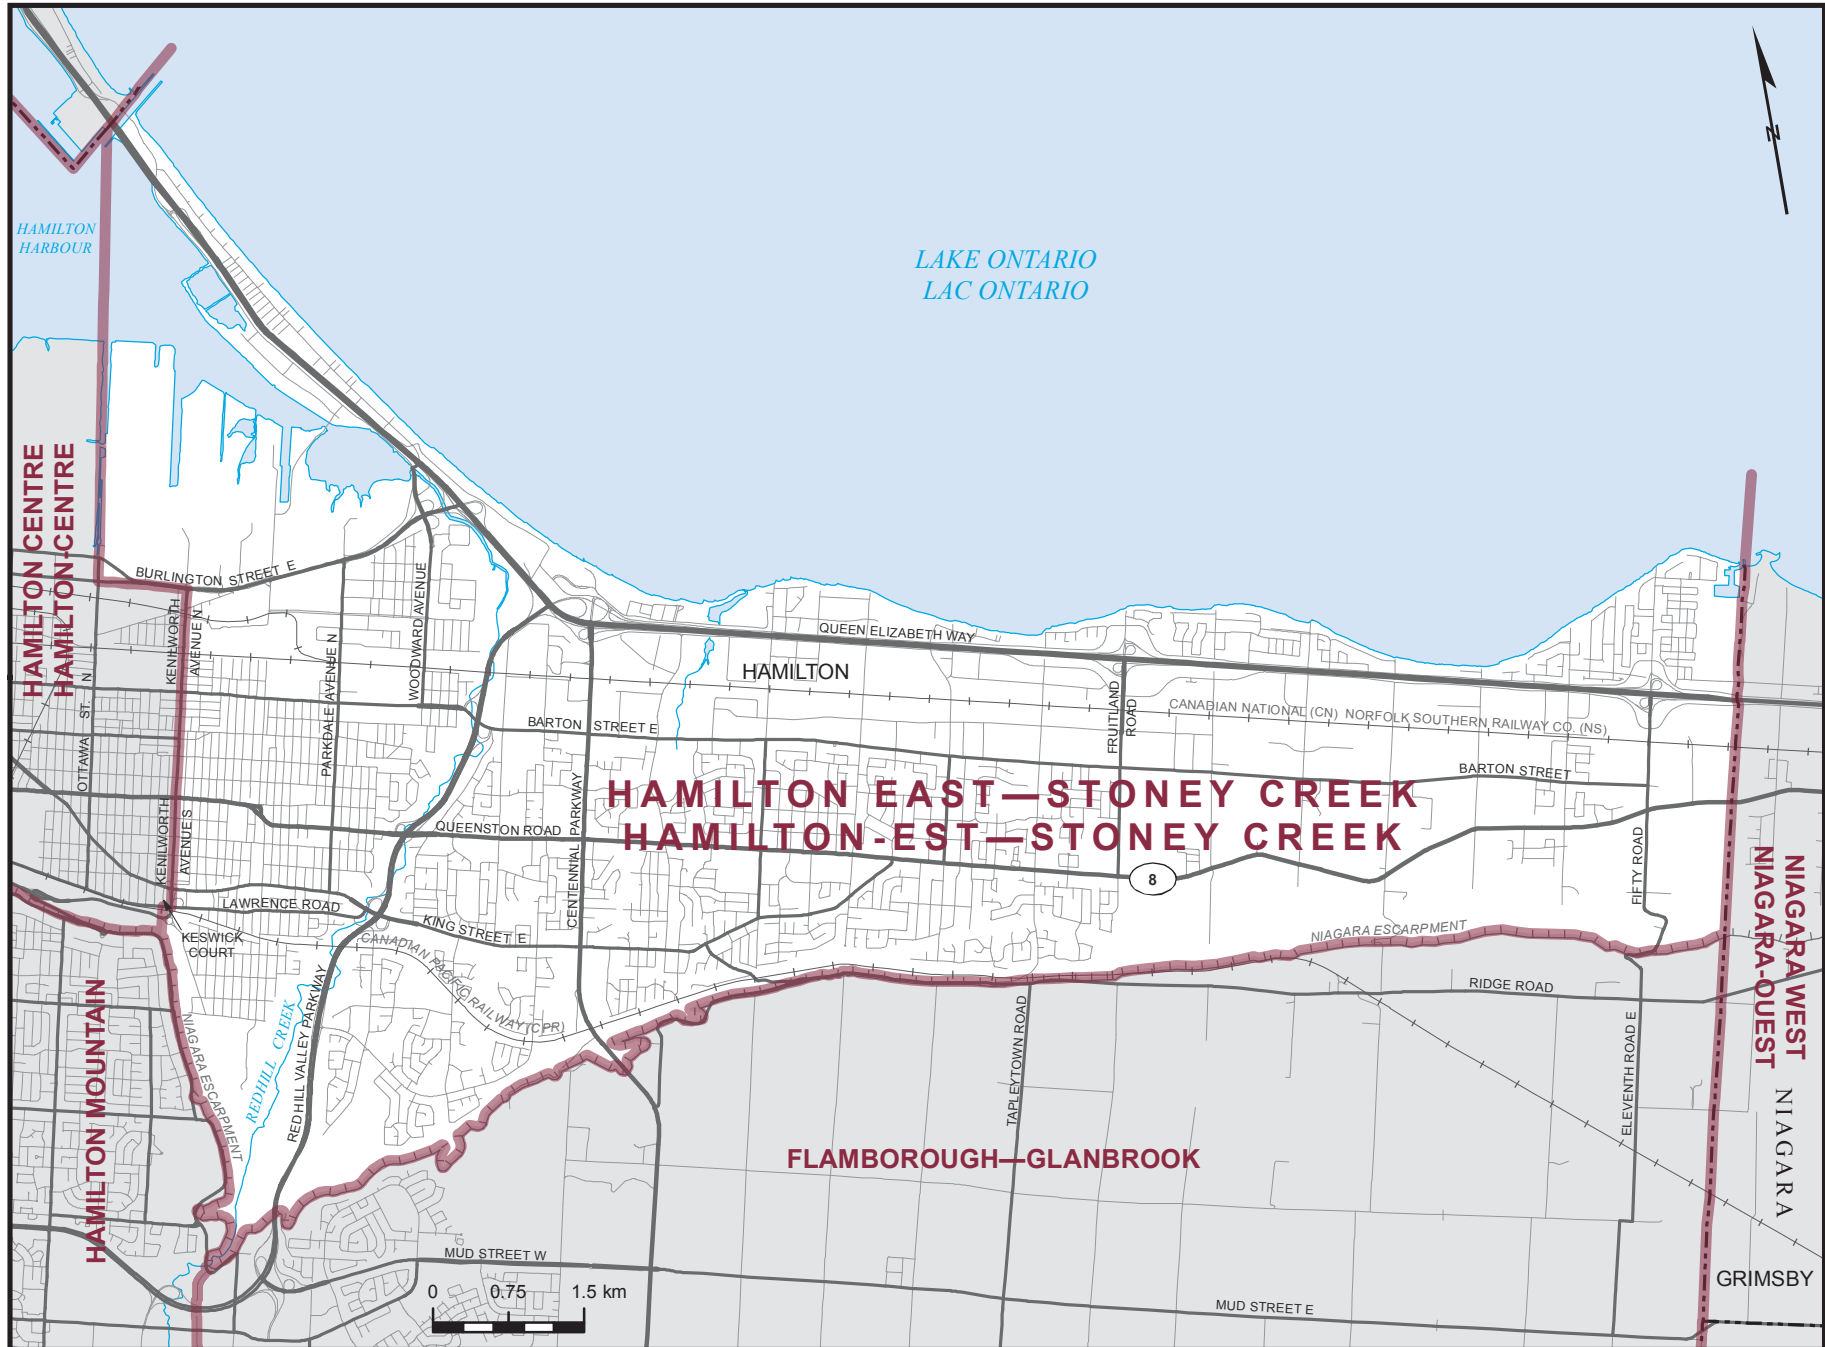 N
HAMILTON
HARBOUR
LAKE ONTARIO
LAC ONTARIO
HAMILTON CENTRE
HAMILTON-CENTRE
BURLINGTON STREET E
KENILWORTH
AVENUE N
WOODWARD AVENUE
PARKDALE AVENUE N
OTTAWA ST. N
QUEEN ELIZABETH WAY
HAMILTON
FRUITLAND
ROAD
CANADIAN NATIONAL (CN) NORFOLK SOUTHERN RAILWAY CO. (NS)
BARTON STREET E
BARTON STREET
CENTENNIAL PARKWAY
HAMILTON EAST—STONEY CREEK
HAMILTON-EST—STONEY CREEK
QUEENSTON ROAD
KENILWORTH
AVENUE S
8
FIFTY ROAD
NIAGARA WEST
NIAGARA-OUEST
LAWRENCE ROAD
KING STREET E
KESWICK
COURT
CANADIAN PACIFIC RAILWAY (CPR)
NIAGARA ESCARPMENT
RIDGE ROAD
HAMILTON MOUNTAIN
NIAGARA ESCARPMENT
REDHILL CREEK
REDHILL VALLEY PARKWAY
TAPLEYTOWN ROAD
ELEVENTH ROAD E
NIAGARA
FLAMBOROUGH—GLANBROOK
MUD STREET W
GRIMSBY
0 0.75 1.5 km
MUD STREET E